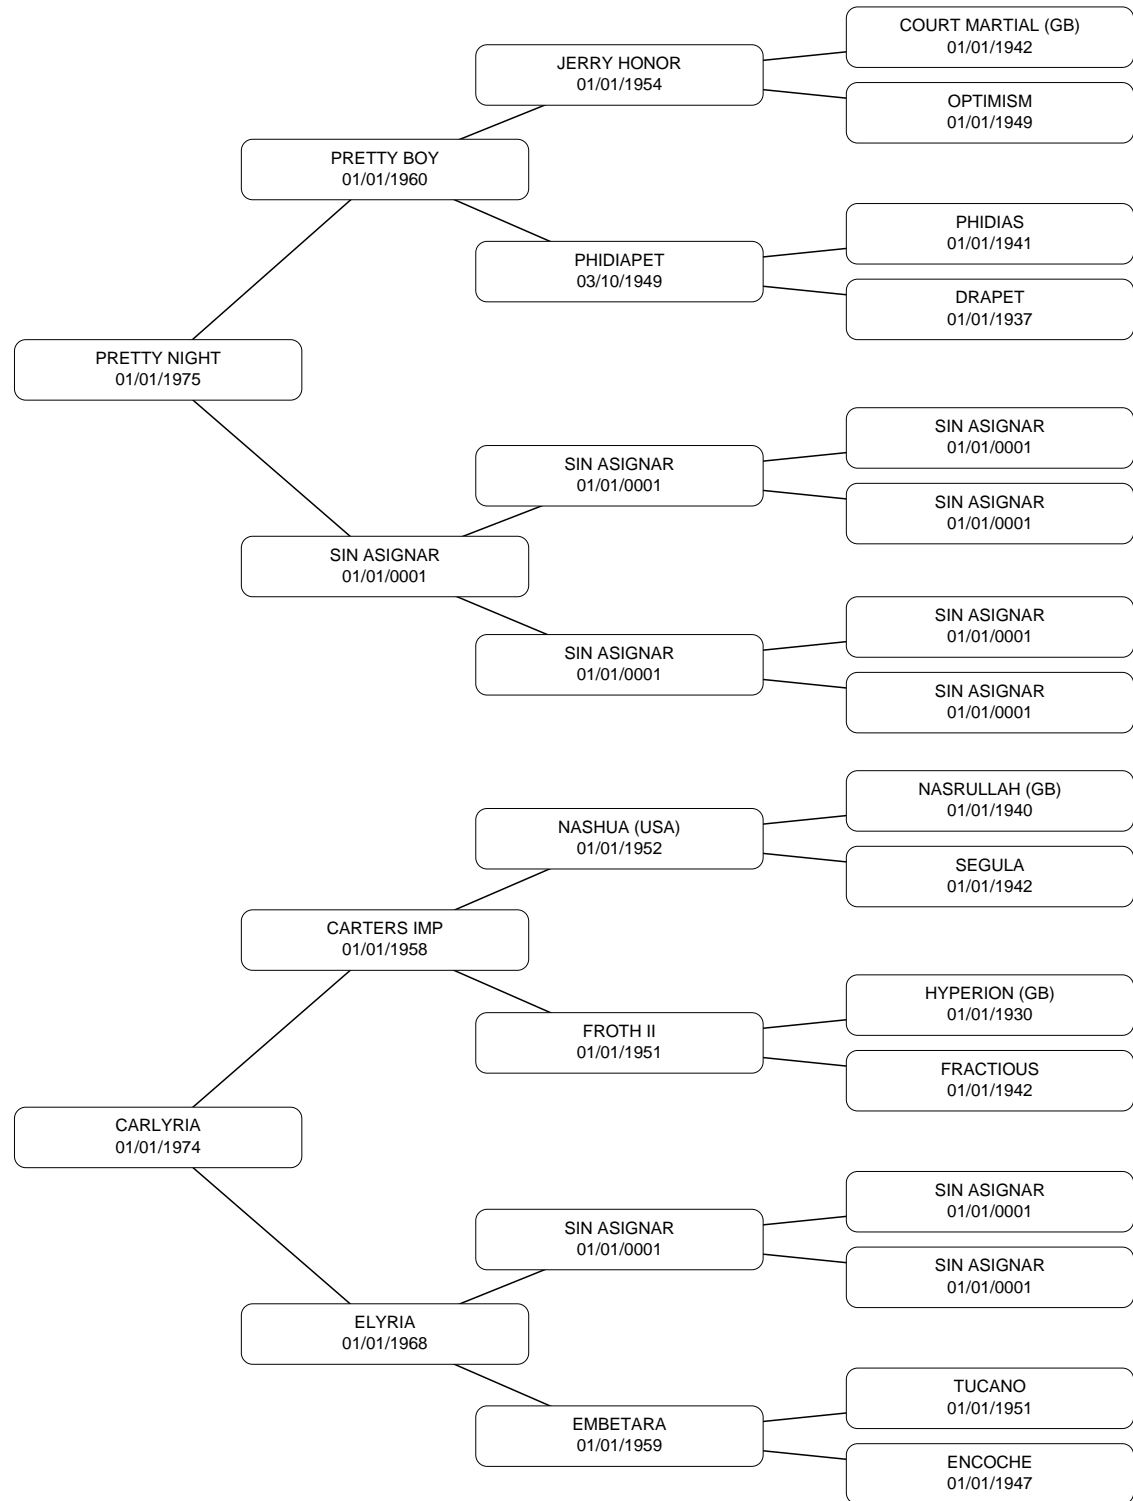 COURT MARTIAL (GB)
01/01/1942
JERRY HONOR
01/01/1954
OPTIMISM
01/01/1949
PRETTY BOY
01/01/1960
PHIDIAS
01/01/1941
PHIDIAPET
03/10/1949
DRAPET
01/01/1937
PRETTY NIGHT
01/01/1975
SIN ASIGNAR
01/01/0001
SIN ASIGNAR
01/01/0001
SIN ASIGNAR
01/01/0001
SIN ASIGNAR
01/01/0001
SIN ASIGNAR
01/01/0001
SIN ASIGNAR
01/01/0001
SIN ASIGNAR
01/01/0001
NASRULLAH (GB)
01/01/1940
NASHUA (USA)
01/01/1952
SEGULA
01/01/1942
CARTERS IMP
01/01/1958
HYPERION (GB)
01/01/1930
FROTH II
01/01/1951
FRACTIOUS
01/01/1942
CARLYRIA
01/01/1974
SIN ASIGNAR
01/01/0001
SIN ASIGNAR
01/01/0001
SIN ASIGNAR
01/01/0001
ELYRIA
01/01/1968
TUCANO
01/01/1951
EMBETARA
01/01/1959
ENCOCHE
01/01/1947